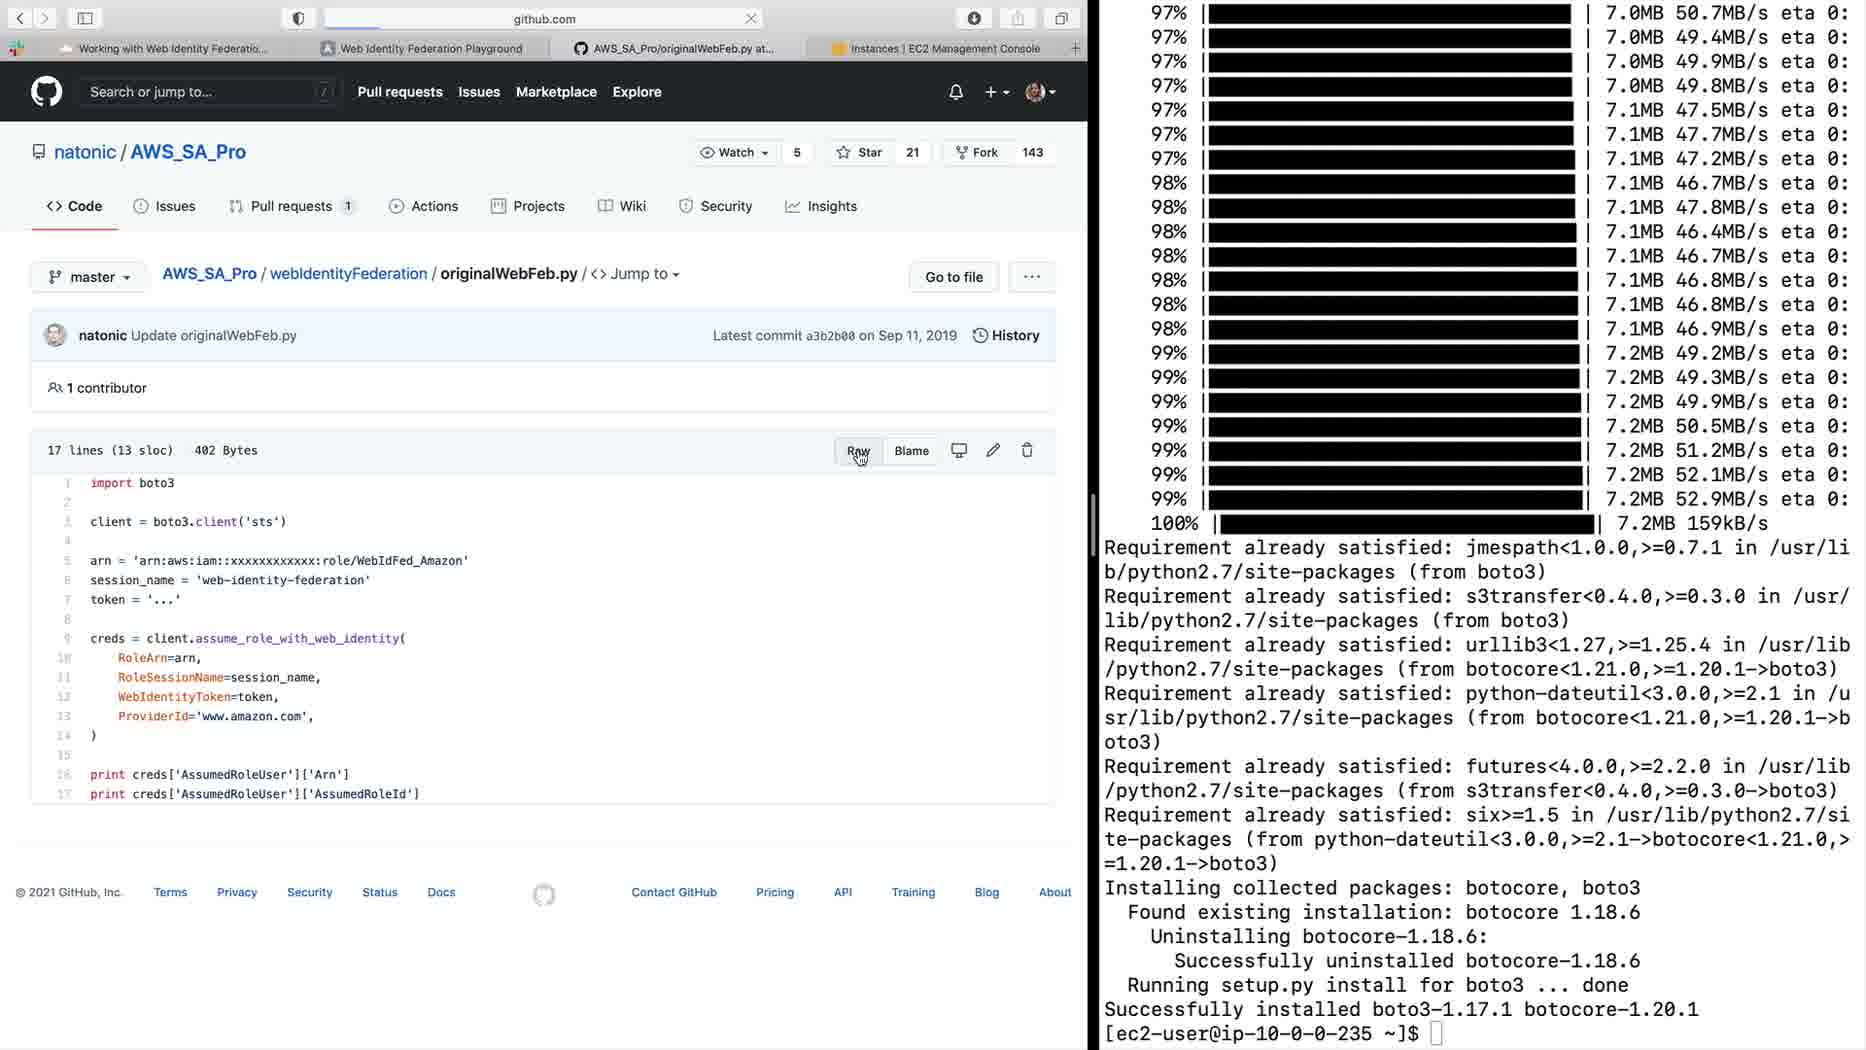 github.com
Working with Web Identity Federatio...
Web Identity Federation Playground
AWS_SA_Pro/originalWebFeb.py at...
Instances | EC2 Management Console
Search or jump to...
/
Pull requests
Issues
Marketplace
Explore
natonic / AWS_SA_Pro
Watch
5
Star
21
Fork
143
Code
Issues
Pull requests 1
Actions
Projects
Wiki
Security
Insights
master
AWS_SA_Pro / webIdentityFederation / originalWebFeb.py / <> Jump to
Go to file
...
natonic Update originalWebFeb.py
Latest commit a3b2b00 on Sep 11, 2019
History
1 contributor
17 lines (13 sloc)
402 Bytes
Raw
Blame
1 import boto3
2
3 client = boto3.client('sts')
4
5 arn = 'arn:aws:iam::xxxxxxxxxxxx:role/WebIdFed_Amazon'
6 session_name = 'web-identity-federation'
7 token = '...'
8
9 creds = client.assume_role_with_web_identity(
10 RoleArn=arn,
11 RoleSessionName=session_name,
12 WebIdentityToken=token,
13 ProviderId='www.amazon.com',
14 )
15
16 print creds['AssumedRoleUser']['Arn']
17 print creds['AssumedRoleUser']['AssumedRoleId']
© 2021 GitHub, Inc.
Terms
Privacy
Security
Status
Docs
Contact GitHub
Pricing
API
Training
Blog
About
97% | | 7.0MB 50.7MB/s eta 0:
97% | | 7.0MB 49.4MB/s eta 0:
97% | | 7.0MB 49.9MB/s eta 0:
97% | | 7.0MB 49.8MB/s eta 0:
97% | | 7.1MB 47.5MB/s eta 0:
97% | | 7.1MB 47.7MB/s eta 0:
97% | | 7.1MB 47.2MB/s eta 0:
98% | | 7.1MB 46.7MB/s eta 0:
98% | | 7.1MB 47.8MB/s eta 0:
98% | | 7.1MB 46.4MB/s eta 0:
98% | | 7.1MB 46.7MB/s eta 0:
98% | | 7.1MB 46.8MB/s eta 0:
98% | | 7.1MB 46.8MB/s eta 0:
98% | | 7.1MB 46.9MB/s eta 0:
99% | | 7.2MB 49.2MB/s eta 0:
99% | | 7.2MB 49.3MB/s eta 0:
99% | | 7.2MB 49.9MB/s eta 0:
99% | | 7.2MB 50.5MB/s eta 0:
99% | | 7.2MB 51.2MB/s eta 0:
99% | | 7.2MB 52.1MB/s eta 0:
99% | | 7.2MB 52.9MB/s eta 0:
100% | | 7.2MB 159kB/s
Requirement already satisfied: jmespath<1.0.0,>=0.7.1 in /usr/li
b/python2.7/site-packages (from boto3)
Requirement already satisfied: s3transfer<0.4.0,>=0.3.0 in /usr/
lib/python2.7/site-packages (from boto3)
Requirement already satisfied: urllib3<1.27,>=1.25.4 in /usr/lib
/python2.7/site-packages (from botocore<1.21.0,>=1.20.1->boto3)
Requirement already satisfied: python-dateutil<3.0.0,>=2.1 in /u
sr/lib/python2.7/site-packages (from botocore<1.21.0,>=1.20.1->b
oto3)
Requirement already satisfied: futures<4.0.0,>=2.2.0 in /usr/lib
/python2.7/site-packages (from s3transfer<0.4.0,>=0.3.0->boto3)
Requirement already satisfied: six>=1.5 in /usr/lib/python2.7/si
te-packages (from python-dateutil<3.0.0,>=2.1->botocore<1.21.0,>
=1.20.1->boto3)
Installing collected packages: botocore, boto3
Found existing installation: botocore 1.18.6
Uninstalling botocore-1.18.6:
Successfully uninstalled botocore-1.18.6
Running setup.py install for boto3 ... done
Successfully installed boto3-1.17.1 botocore-1.20.1
[ec2-user@ip-10-0-0-235 ~]$